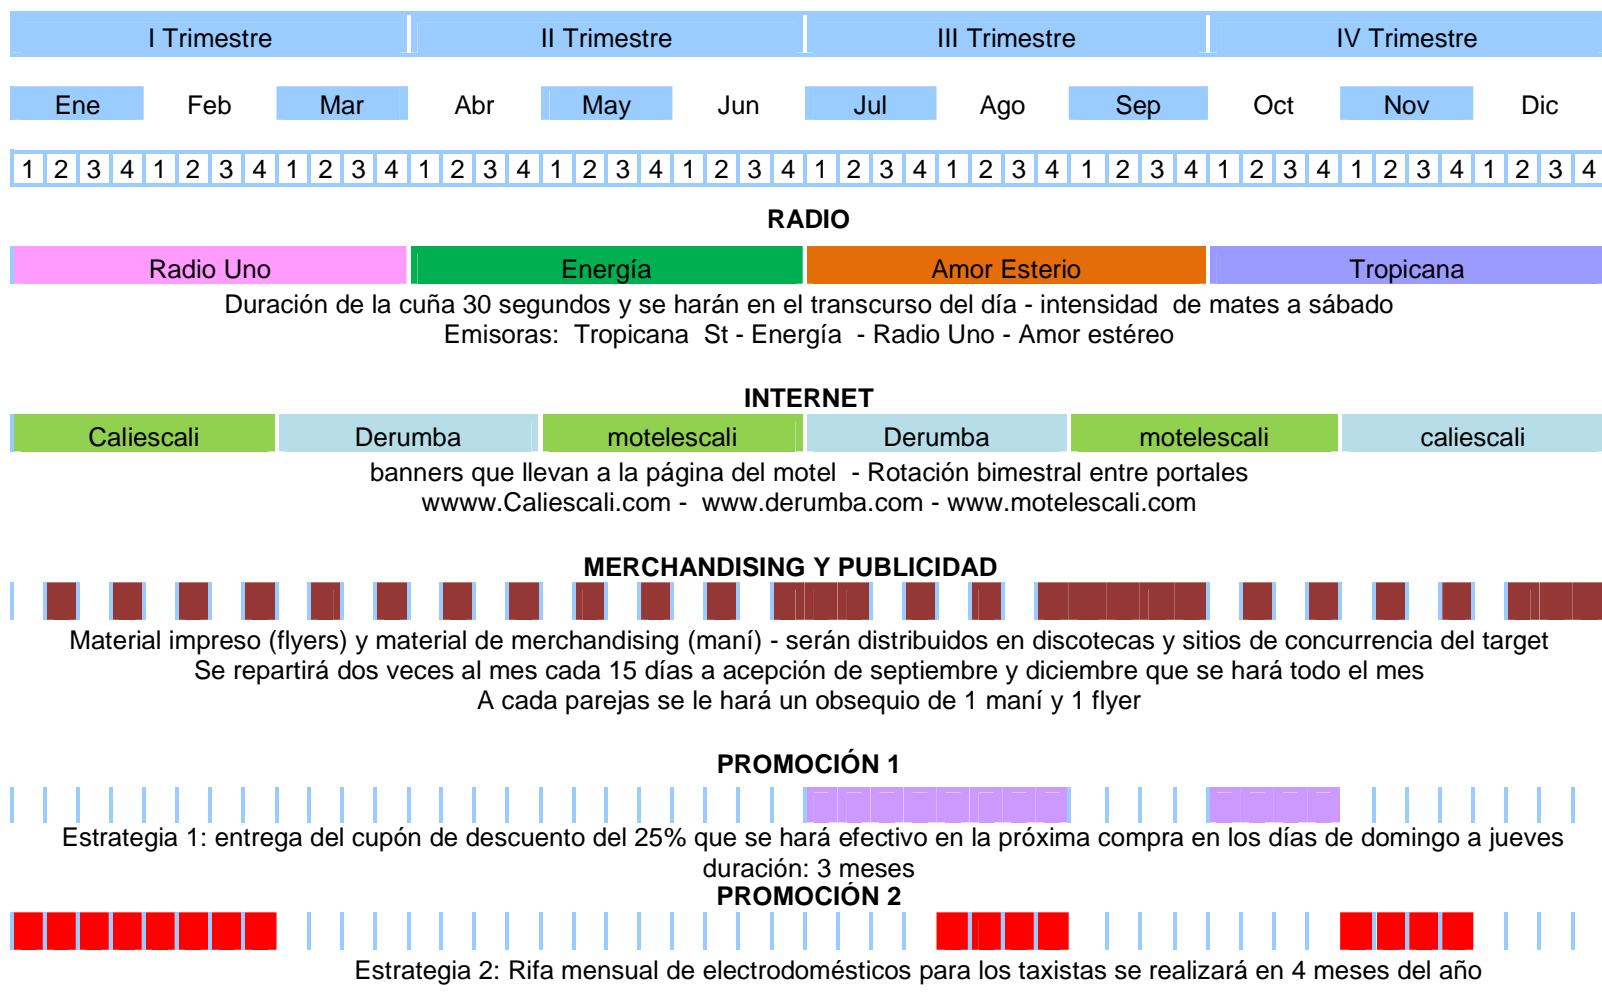 I Trimestre II Trimestre III Trimestre IV Trimestre
Ene Feb Mar Abr May Jun Jul Ago Sep Oct Nov Dic
1 2 3 4 1 2 3 4 1 2 3 4 1 2 3 4 1 2 3 4 1 2 3 4 1 2 3 4 1 2 3 4 1 2 3 4 1 2 3 4 1 2 3 4 1 2 3 4
RADIO
Radio Uno Energía Amor Esterio Tropicana
Duración de la cuña 30 segundos y se harán en el transcurso del día - intensidad de mates a sábado
Emisoras: Tropicana St - Energía - Radio Uno - Amor estéreo
INTERNET
Caliescali Derumba motelescali Derumba motelescali caliescali
banners que llevan a la página del motel - Rotación bimestral entre portales
wwww.Caliescali.com - www.derumba.com - www.motelescali.com
MERCHANDISING Y PUBLICIDAD
Material impreso (flyers) y material de merchandising (maní) - serán distribuidos en discotecas y sitios de concurrencia del target
Se repartirá dos veces al mes cada 15 días a acepción de septiembre y diciembre que se hará todo el mes
A cada parejas se le hará un obsequio de 1 maní y 1 flyer
PROMOCIÓN 1
Estrategia 1: entrega del cupón de descuento del 25% que se hará efectivo en la próxima compra en los días de domingo a jueves
duración: 3 meses
PROMOCIÓN 2
Estrategia 2: Rifa mensual de electrodomésticos para los taxistas se realizará en 4 meses del año